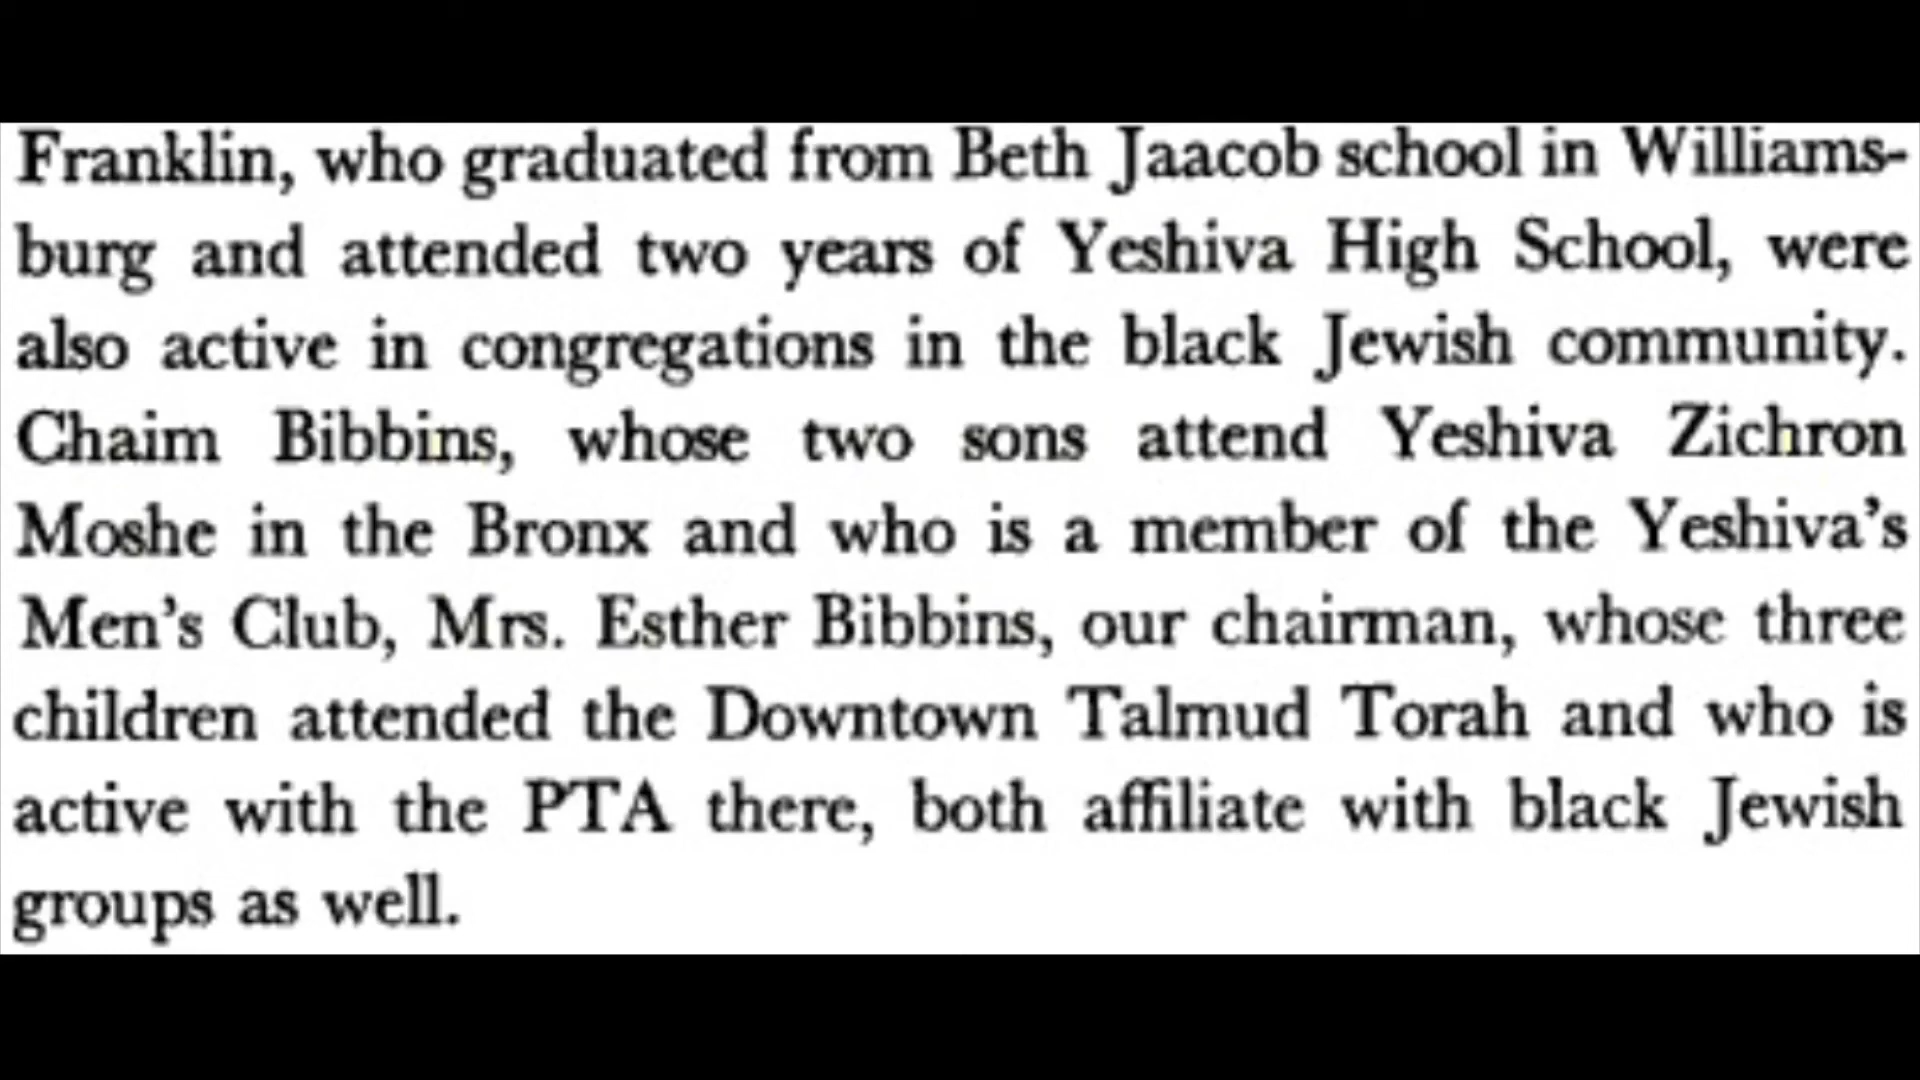 Franklin, who graduated from Beth Jaacob school in Williams-
burg and attended two years of Yeshiva High School, were
also active in congregations in the black Jewish community.
Chaim Bibbins, whose two sons attend Yeshiva Zichron
Moshe in the Bronx and who is a member of the Yeshiva's
Men's Club, Mrs. Esther Bibbins, our chairman, whose three
children attended the Downtown Talmud Torah and who is
active with the PTA there, both affiliate with black Jewish
groups as well.